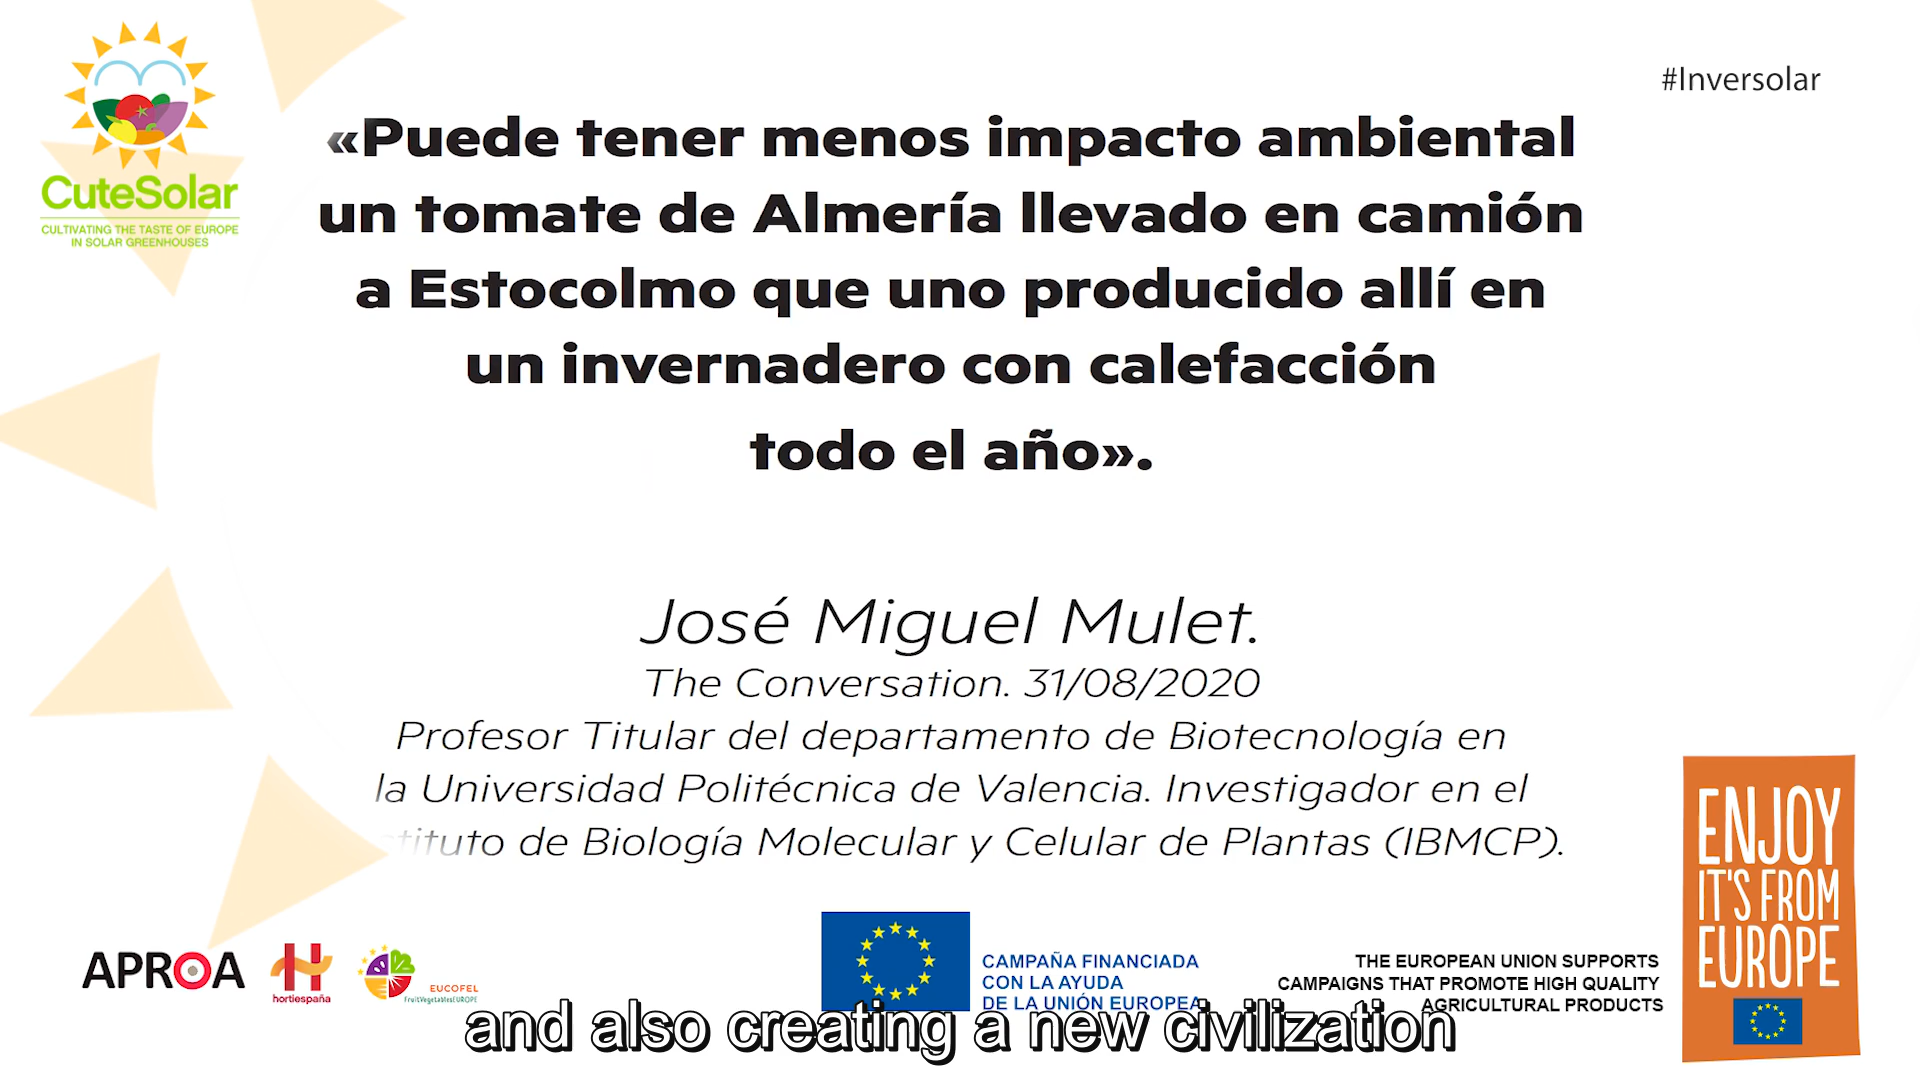 #Inversolar
CuteSolar
CULTIVATING THE TASTE OF EUROPE
IN SOLAR GREENHOUSES
«Puede tener menos impacto ambiental
un tomate de Almería llevado en camión
a Estocolmo que uno producido allí en
un invernadero con calefacción
todo el año».
José Miguel Mulet.
The Conversation. 31/08/2020
Profesor Titular del departamento de Biotecnología en
la Universidad Politécnica de Valencia. Investigador en el
de Biología Molecular y Celular de Plantas (IBMCP).
APROA
hortiespaña
EUCOFEL
FruitVegetablesEUROPE
CAMPAÑA FINANCIADA
CON LA AYUDA
DE LA UNIÓN EUROPEA
THE EUROPEAN UNION SUPPORTS
CAMPAIGNS THAT PROMOTE HIGH QUALITY
AGRICULTURAL PRODUCTS
ENJOY
IT'S FROM
EUROPE
and also creating a new civilization